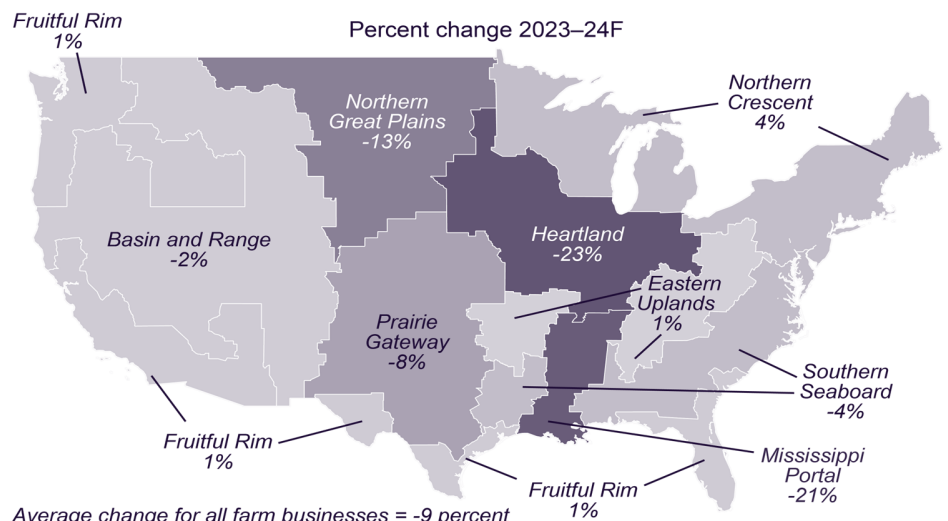 Fruitful Rim
1%
Percent change 2023–24F
Northern
Crescent
4%
Northern
Great Plains
-13%
Basin and Range
-2%
Heartland
-23%
Eastern
Uplands
1%
Prairie
Gateway
-8%
Southern
Seaboard
-4%
Fruitful Rim
1%
Mississippi
Portal
-21%
Fruitful Rim
1%
Average change for all farm businesses = -9 percent